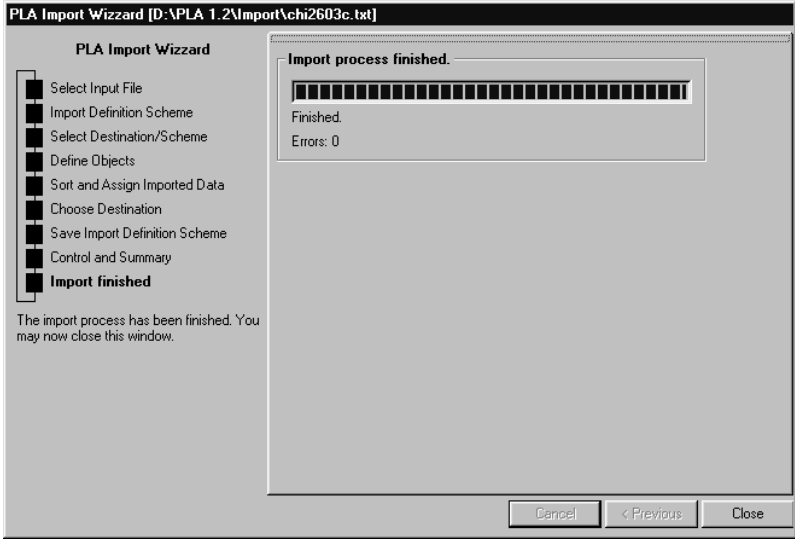 PLA Import Wizzard [D:\PLA 1.2\Import\chi2603c.txt]
PLA Import Wizzard
Select Input File
Import Definition Scheme
Select Destination/Scheme
Define Objects
Sort and Assign Imported Data
Choose Destination
Save Import Definition Scheme
Control and Summary
Import finished
The import process has been finished. You
may now close this window.
Import process finished.
Finished.
Errors: 0
Cancel
< Previous
Close